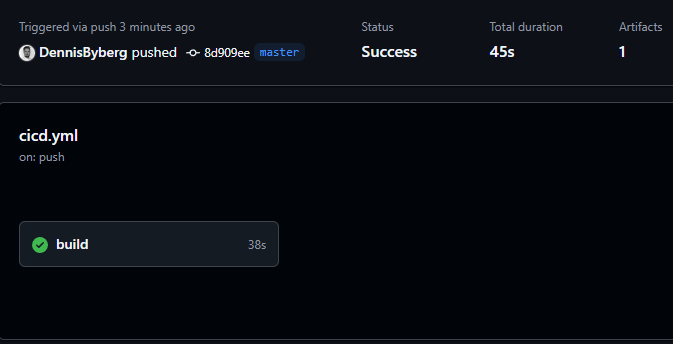 Triggered via push 3 minutes ago
DennisByberg pushed 8d909ee master
Status
Success
Total duration
45s
Artifacts
1
cicd.yml
on: push
build 38s